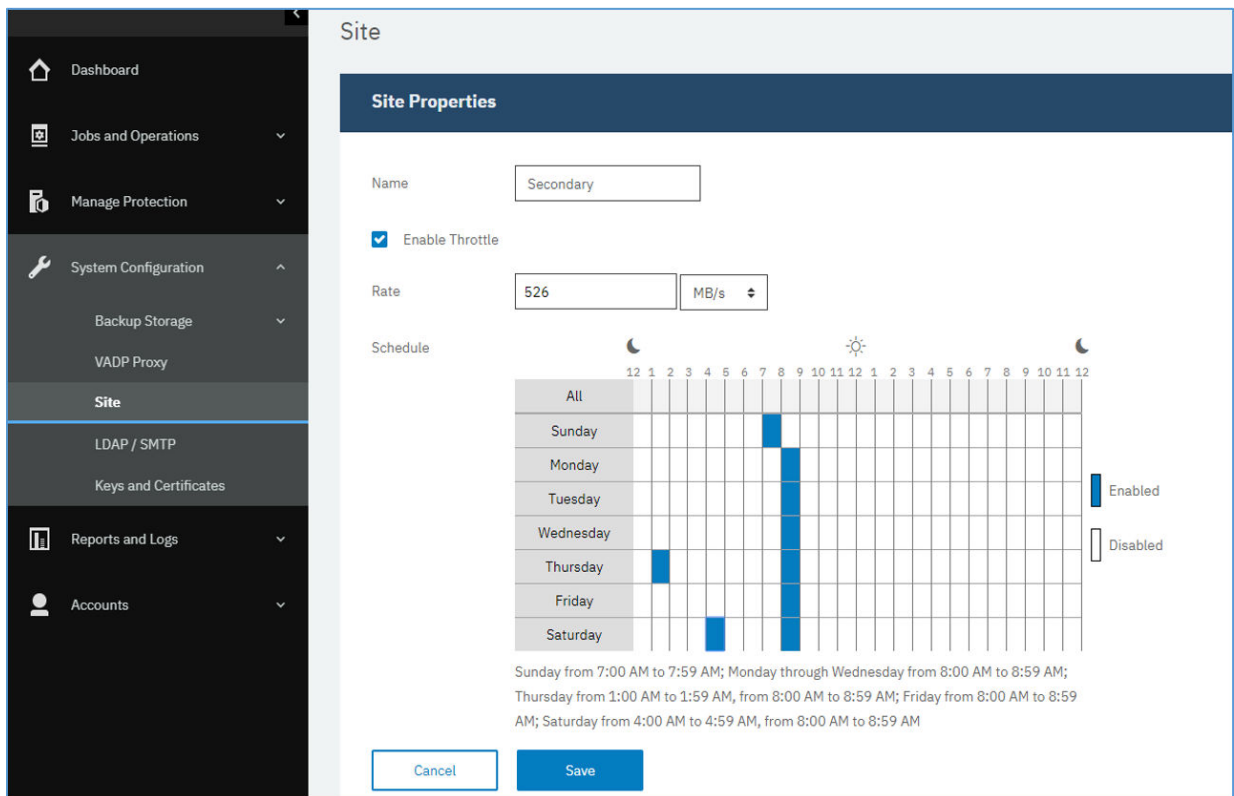 Site
Dashboard
Jobs and Operations
Manage Protection
System Configuration
Backup Storage
VADP Proxy
Site
LDAP / SMTP
Keys and Certificates
Reports and Logs
Accounts
Site Properties
Name Secondary
Enable Throttle
Rate 526 MB/s
Schedule
12 1 2 3 4 5 6 7 8 9 10 11 12 1 2 3 4 5 6 7 8 9 10 11 12
All
Sunday
Monday
Tuesday
Wednesday
Thursday
Friday
Saturday
Enabled
Disabled
Sunday from 7:00 AM to 7:59 AM; Monday through Wednesday from 8:00 AM to 8:59 AM;
Thursday from 1:00 AM to 1:59 AM, from 8:00 AM to 8:59 AM; Friday from 8:00 AM to 8:59
AM; Saturday from 4:00 AM to 4:59 AM, from 8:00 AM to 8:59 AM
Cancel Save